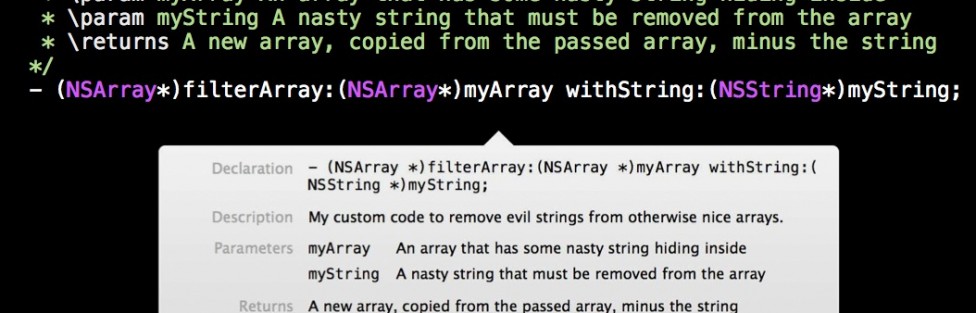 * \param myArray An array that has some nasty string hiding inside
* \param myString A nasty string that must be removed from the array
* \returns A new array, copied from the passed array, minus the string
*/
- (NSArray*)filterArray:(NSArray*)myArray withString:(NSString*)myString;
Declaration - (NSArray *)filterArray:(NSArray *)myArray withString:(
NSString *)myString;
Description My custom code to remove evil strings from otherwise nice arrays.
Parameters myArray An array that has some nasty string hiding inside
myString A nasty string that must be removed from the array
Returns A new array, copied from the passed array, minus the string